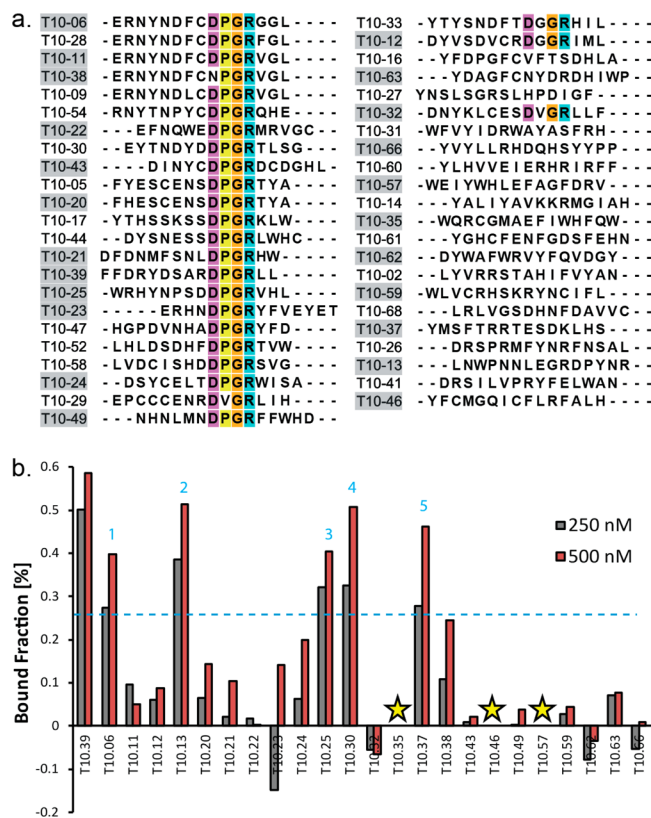 a.
T10-06 --ERNYNDFCDPGRGGL----
T10-28 --ERNYNDFCDPGRFGL----
T10-11 --ERNYNDFCDPGRVGL----
T10-38 --ERNYNDFCNPGRVGL----
T10-09 --ERNYNDLCDPGRVGL----
T10-54 --RNYTNPYCDPGRQHE----
T10-22 ----EFNQWEDPGRMRVGC--
T10-30 --EYTNDYDDPGRTLSG----
T10-43 -----DINYCDPGRDCDGHL-
T10-05 -FYESCENSDPGRTYA-----
T10-20 -FHESCENSDPGRTYA-----
T10-17 -YTHSSKSSDPGRKLW-----
T10-44 --DYSNESSDPGRLWHC----
T10-21 DFDNMFSNLDPGRHW------
T10-39 FFDRYDSARDPGRLL------
T10-25 -WRHYNPSDDPGRVHL-----
T10-23 ------ERHNDPGRYFVEYET
T10-47 -HGPDVNHADPGRYFD-----
T10-52 -LHLDSDHFDPGRTVW-----
T10-58 -LVDCISHDDPGRSVG-----
T10-24 --DSYCELTDPGRWISA----
T10-29 -EPCCCENRDVGRLIH-----
T10-49 ----NHNLMNDPGRFFWHD--
T10-33 -YTYSNDFTDGGRHIL-----
T10-12 -DYVSDVCRDGGRIML-----
T10-16 ---YFDPGFCVFTSDHLA---
T10-63 ---YDAGFCNYDRDHIWP---
T10-27 YNSLSGRSLHPDIGF------
T10-32 -DNYKLCESDVGRLLF-----
T10-31 -WFVYIDRWAYASFRH-----
T10-66 --YVYLLRHDQHSYYPP----
T10-60 --YLHVVEIERHRIRFF----
T10-57 -WEIYWHLEFAGFDRV-----
T10-14 ---YALIYAVKKRMGIAH---
T10-35 --WQRCGMAEFIWHFQW----
T10-61 ---YGHCFENFGDSFEHN---
T10-62 --DYWAFWRVYFQVDGY----
T10-02 --LYVRRSTAHIFVYAN----
T10-59 -WLVCRHSKRYNCIFL-----
T10-68 ---LRLVGSDHNFDAVVC---
T10-37 -YMSFTRRTESDKLHS-----
T10-26 ---DRSPRMFYNRFNSAL---
T10-13 ---LNWPNNLEGRDPYNR---
T10-41 --DRSILVPRYFELWAN----
T10-46 -YFCMGQICFLRFALH-----
b.
Bound Fraction [%]
0.6
0.5
0.4
0.3
0.2
0.1
0
-0.1
-0.2
1
2
3
4
5
250 nM
500 nM
T10.39
T10.06
T10.11
T10.12
T10.13
T10.20
T10.21
T10.22
T10.23
T10.24
T10.25
T10.30
T10.32
T10.35
T10.37
T10.38
T10.43
T10.46
T10.49
T10.57
T10.59
T10.62
T10.63
T10.66